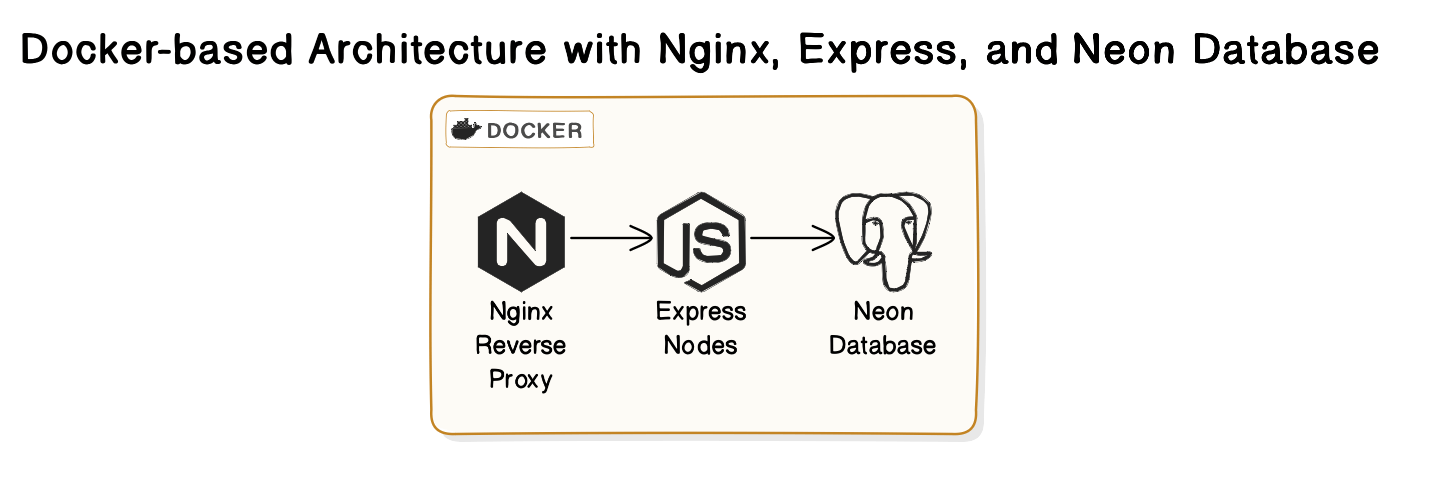 Docker-based Architecture with Nginx, Express, and Neon Database
DOCKER
N
JS
Nginx
Reverse
Proxy
Express
Nodes
Neon
Database